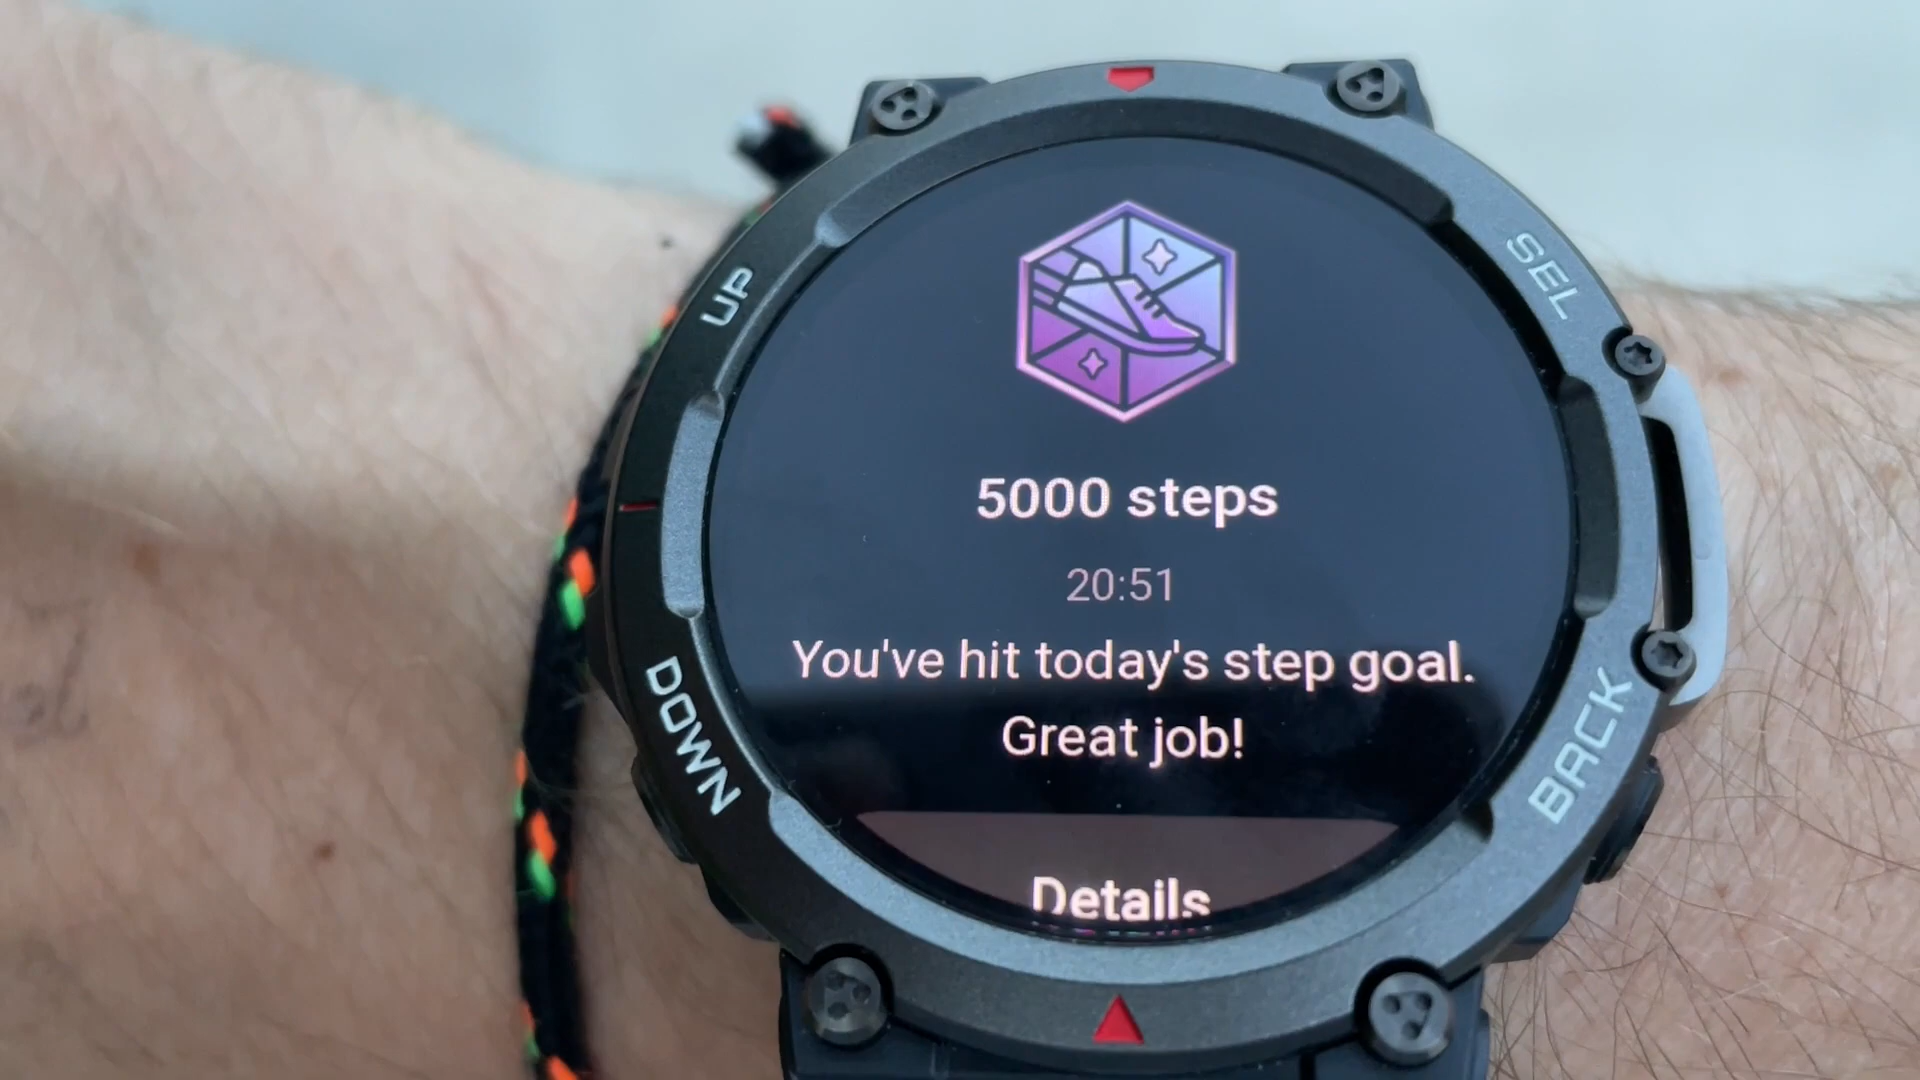 UP
SEL
5000 steps
20:51
You've hit today's step goal.
Great job!
DOWN
BACK
Details